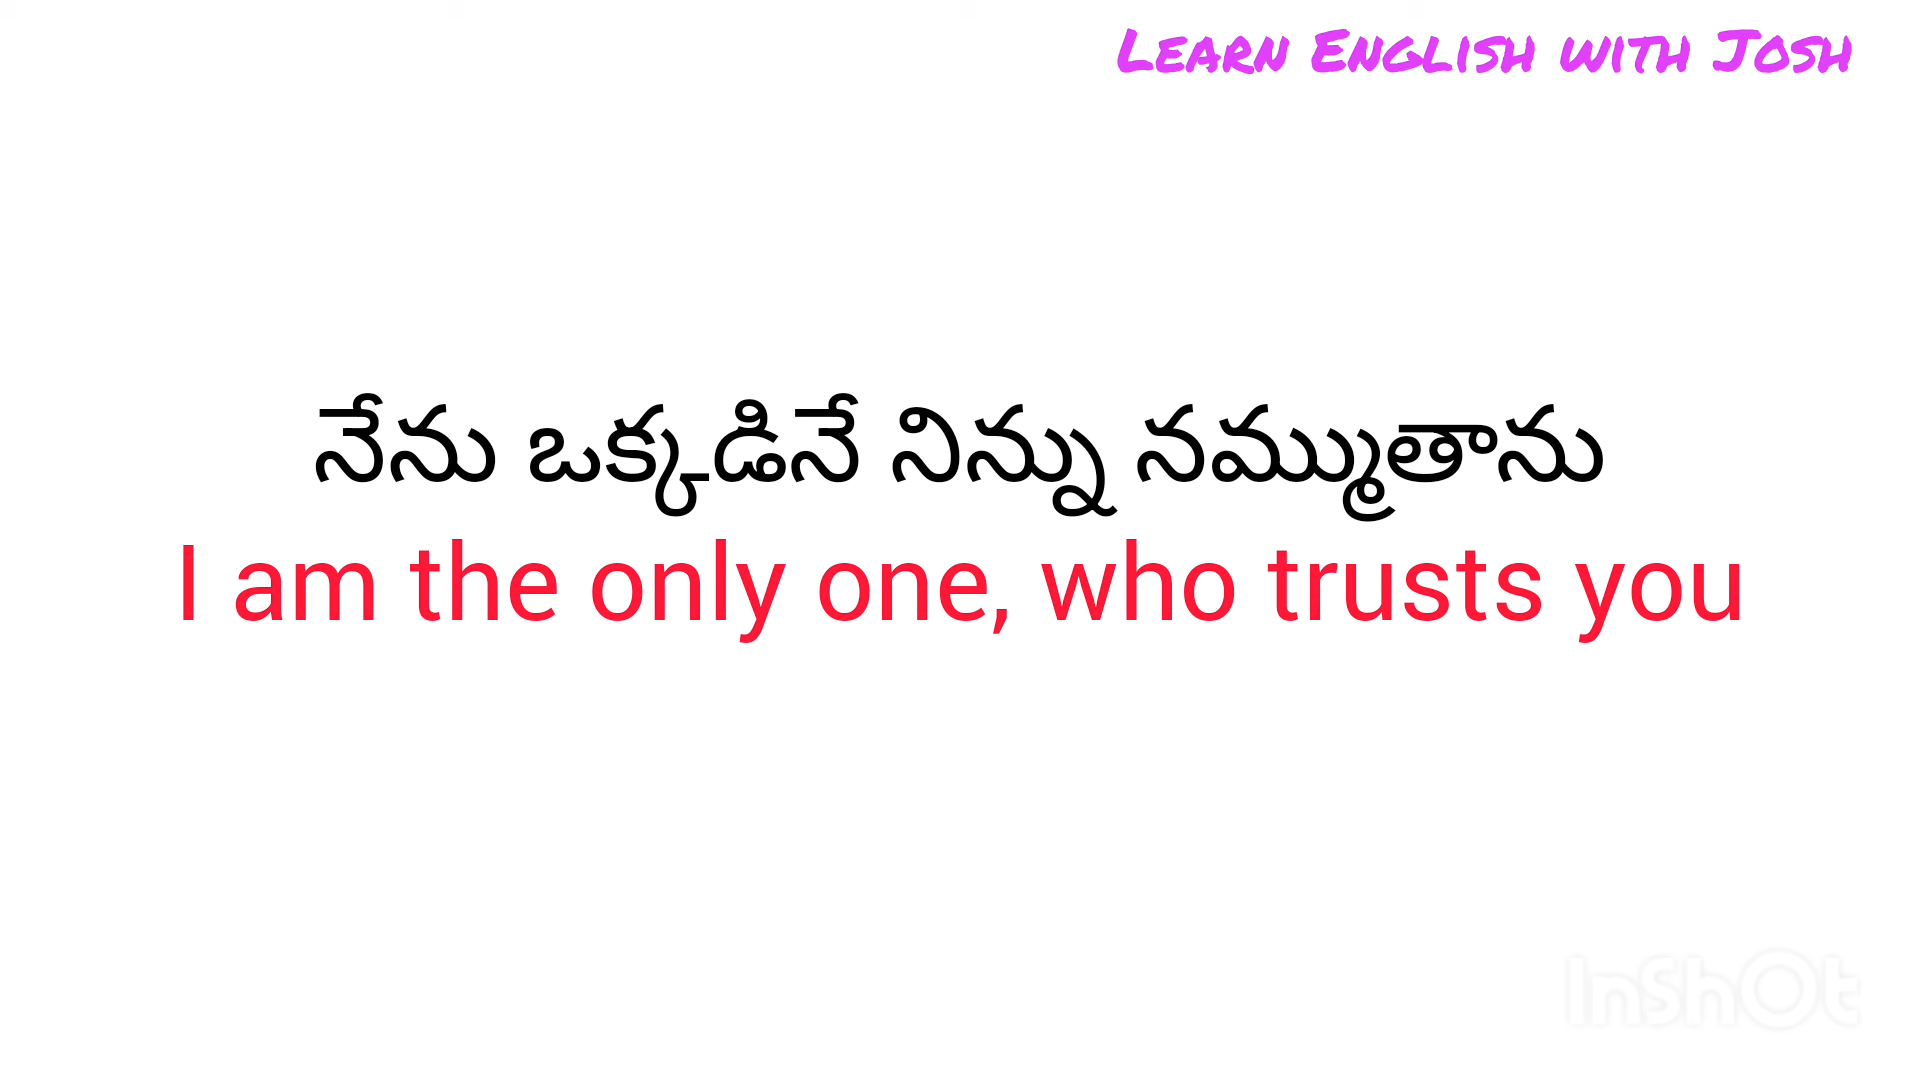 Learn English with Josh
నేను ఒక్కడినే నిన్ను నమ్ముతాను
I am the only one, who trusts you
InShOt